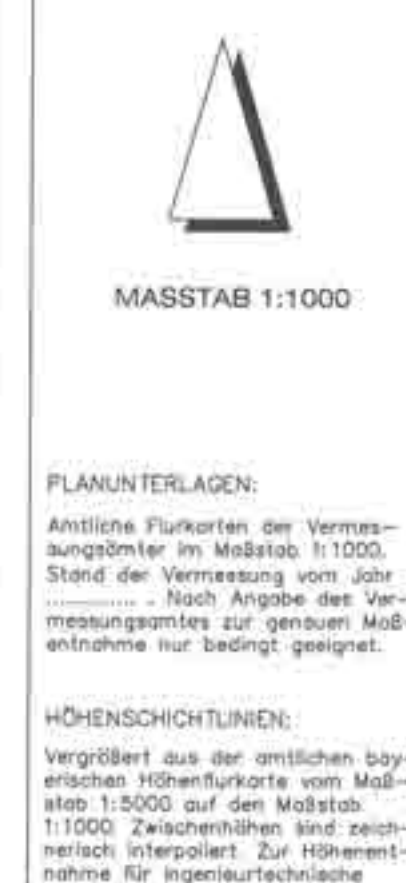 MASSTAB 1:1000
PLANUNTERLAGEN:
Amtliche Flurkarten der Vermes-
sungsämter im Maßstab 1:1000.
Stand der Vermessung vom Jahr
.............. . Nach Angabe des Ver-
messungsamtes zur genauen Maß-
entnahme nur bedingt geeignet.
HÖHENSCHICHTLINIEN:
Vergrößert aus der amtlichen bay-
erischen Höhenflurkarte vom Maß-
stab 1:5000 auf den Maßstab
1:1000. Zwischenhöhen sind zeich-
nerisch interpoliert. Zur Höhenent-
nahme für ingenieurtechnische